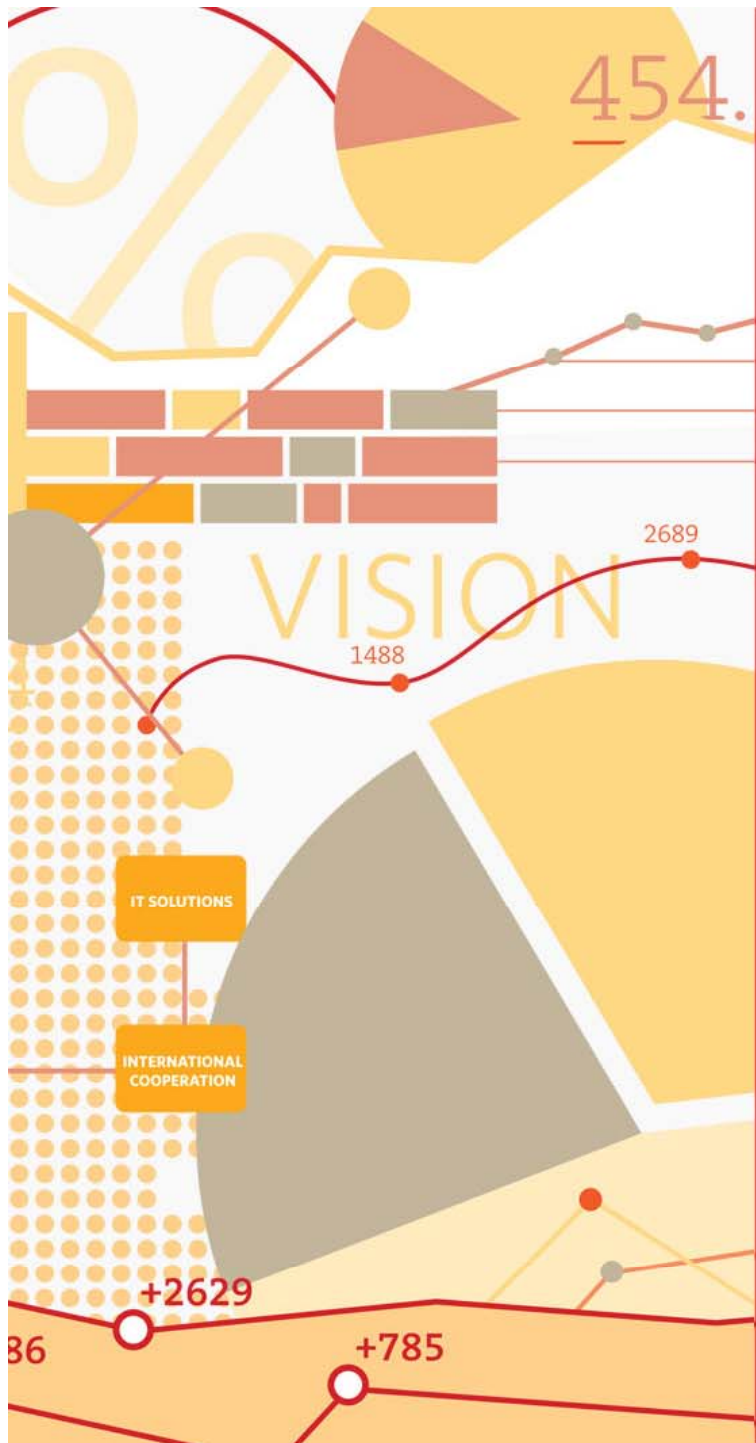 %
454.
2689
VISION
1488
IT SOLUTIONS
INTERNATIONAL
COOPERATION
+2629
86
+785